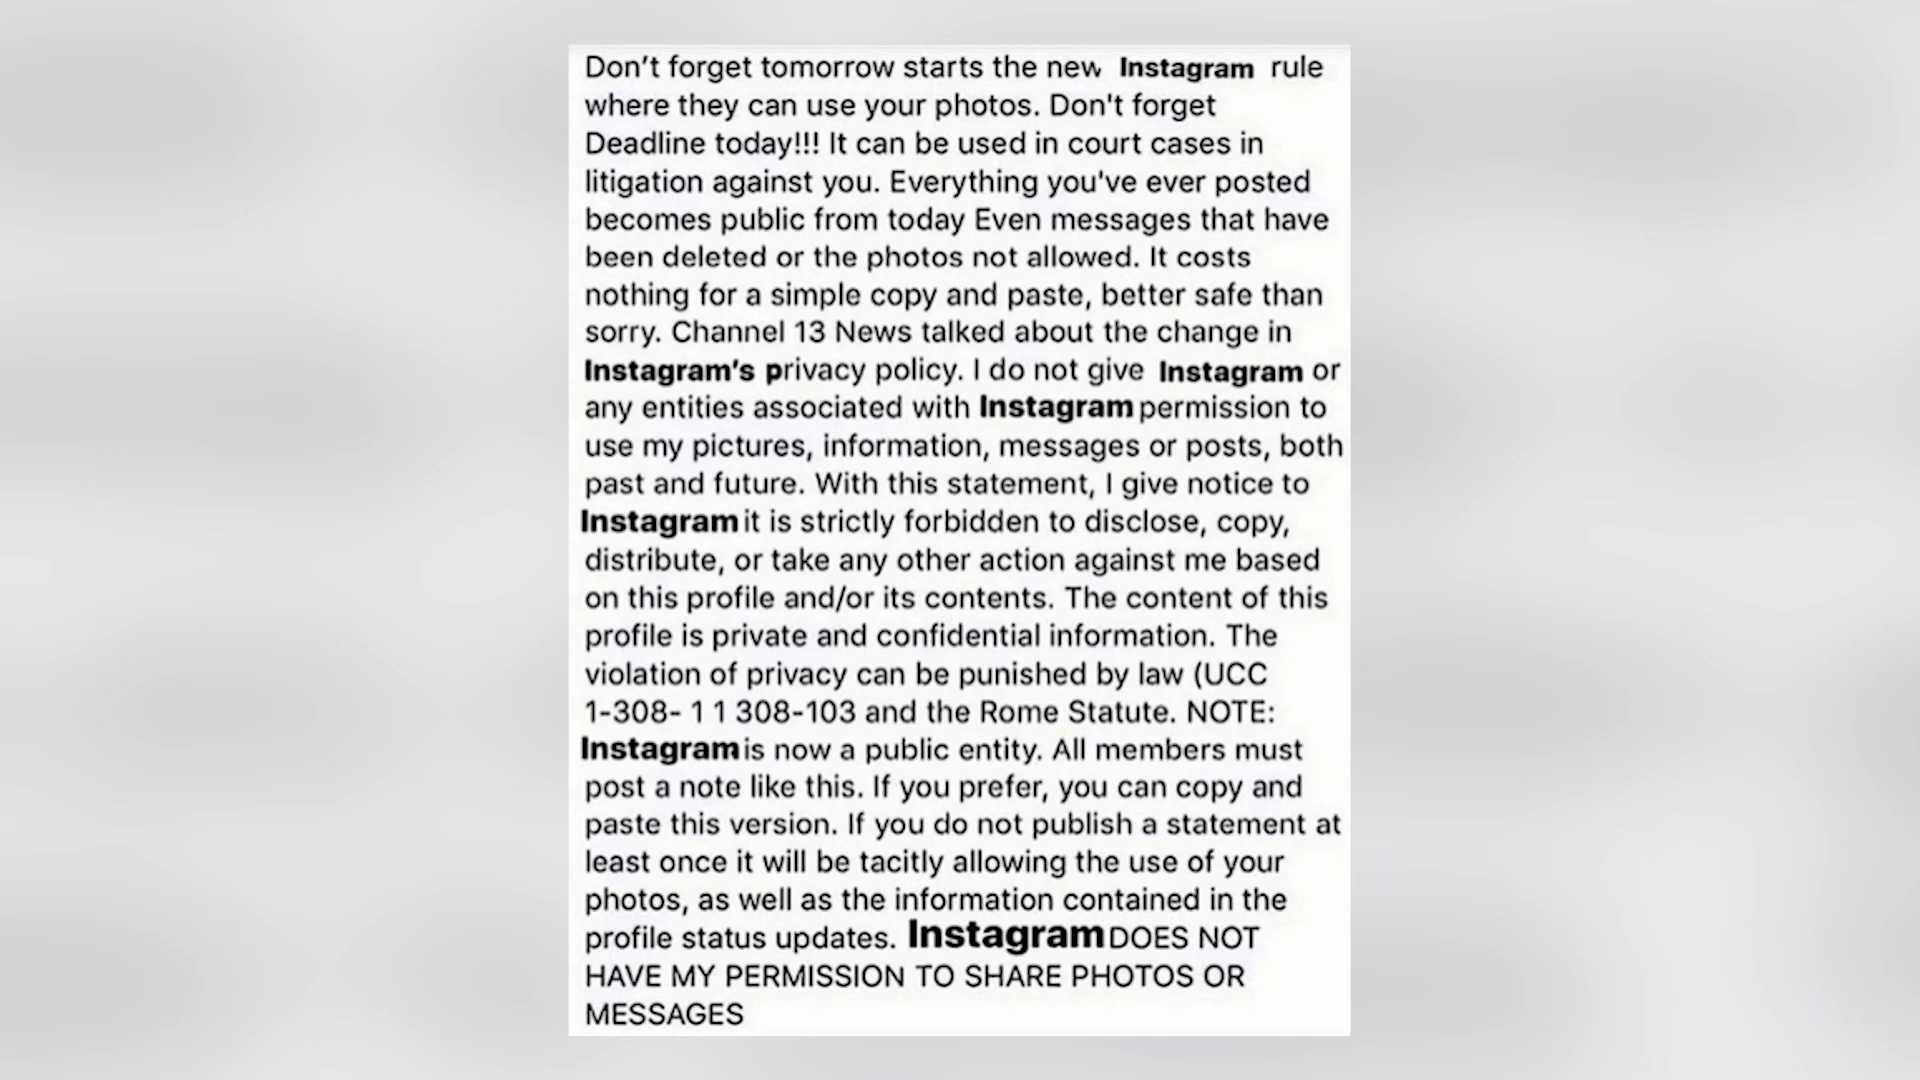 Don’t forget tomorrow starts the new Instagram rule
where they can use your photos. Don't forget
Deadline today!!! It can be used in court cases in
litigation against you. Everything you've ever posted
becomes public from today Even messages that have
been deleted or the photos not allowed. It costs
nothing for a simple copy and paste, better safe than
sorry. Channel 13 News talked about the change in
Instagram’s privacy policy. I do not give Instagram or
any entities associated with Instagram permission to
use my pictures, information, messages or posts, both
past and future. With this statement, I give notice to
Instagram it is strictly forbidden to disclose, copy,
distribute, or take any other action against me based
on this profile and/or its contents. The content of this
profile is private and confidential information. The
violation of privacy can be punished by law (UCC
1-308- 1 1 308-103 and the Rome Statute. NOTE:
Instagram is now a public entity. All members must
post a note like this. If you prefer, you can copy and
paste this version. If you do not publish a statement at
least once it will be tacitly allowing the use of your
photos, as well as the information contained in the
profile status updates. Instagram DOES NOT
HAVE MY PERMISSION TO SHARE PHOTOS OR
MESSAGES